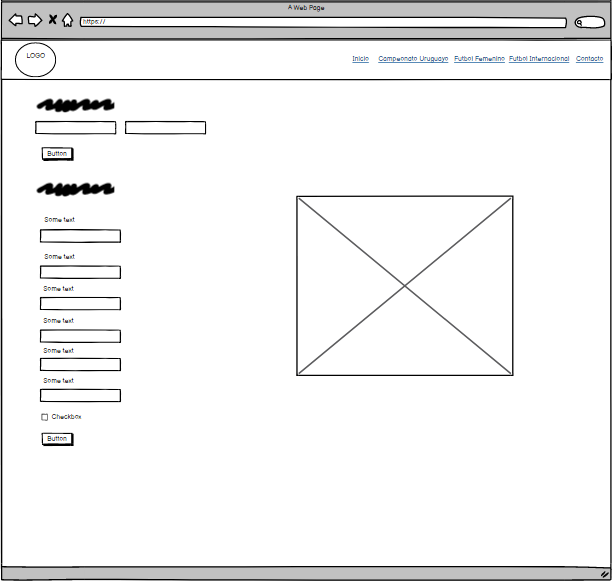 A Web Page
https://
LOGO
Inicio Campeonato Uruguayo Futbol Femenino Futbol Internacional Contacto
Button
Some text
Some text
Some text
Some text
Some text
Some text
Checkbox
Button